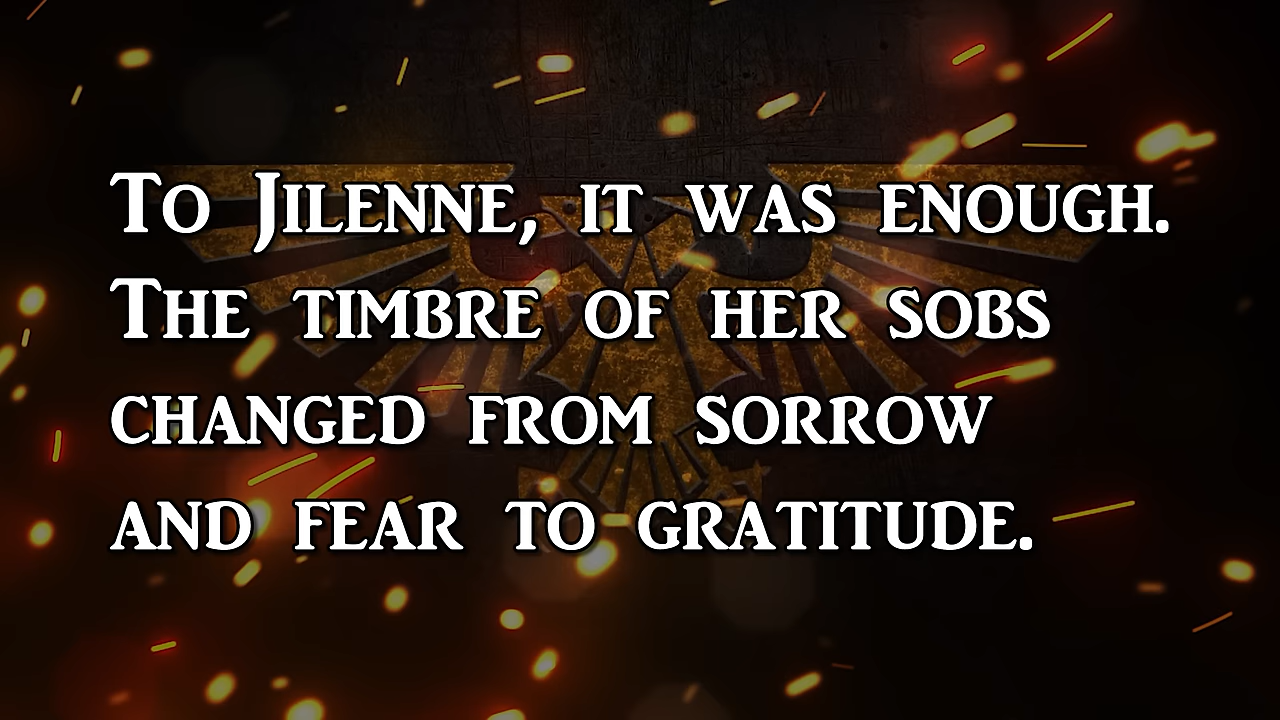 To Jilenne, it was enough.
The timbre of her sobs
changed from sorrow
and fear to gratitude.